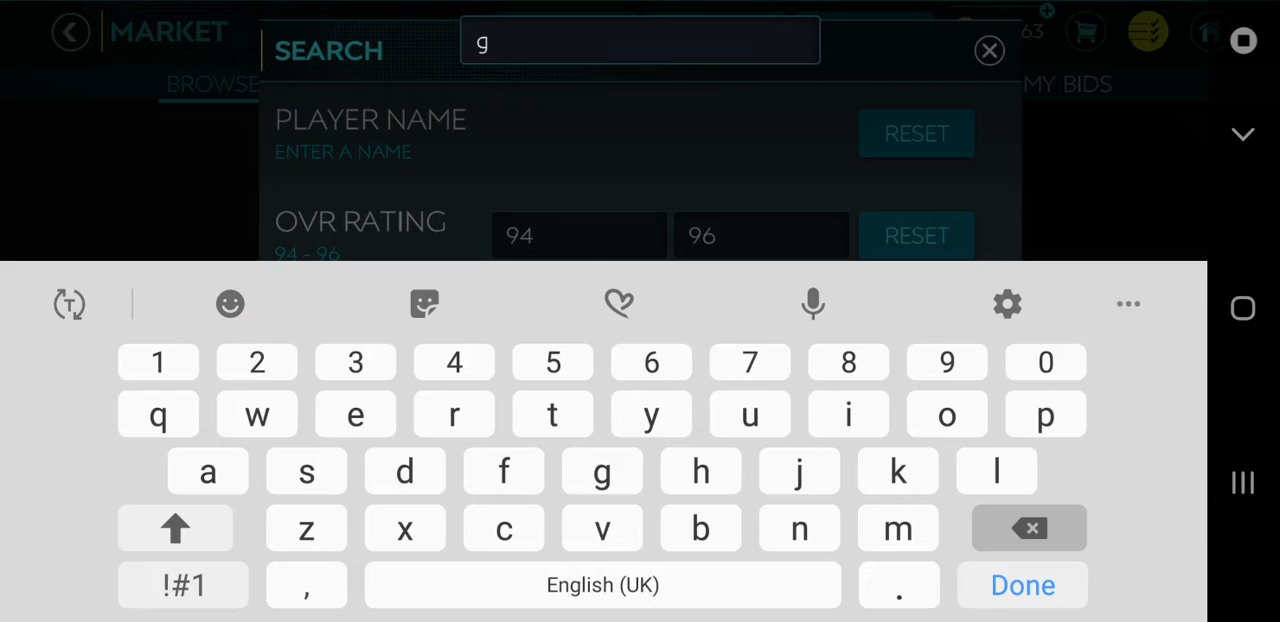 MARKET
SEARCH
g
63
BROWSE
MY BIDS
PLAYER NAME
RESET
ENTER A NAME
OVR RATING
94
96
RESET
94 - 96
1 2 3 4 5 6 7 8 9 0
q w e r t y u i o p
a s d f g h j k l
z x c v b n m
!#1 , English (UK) . Done